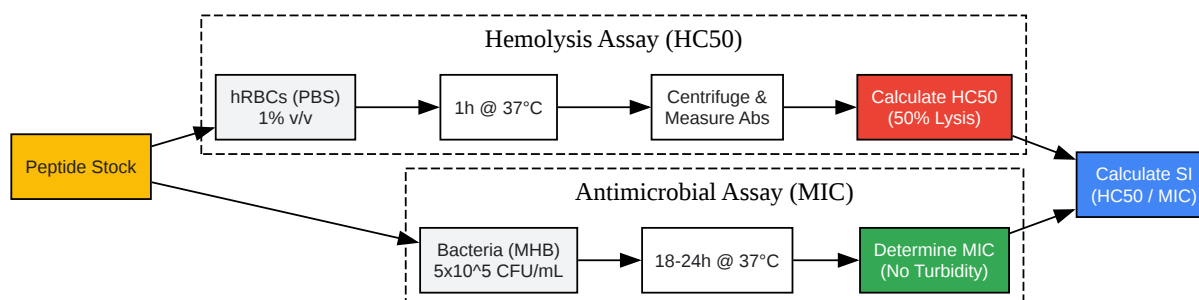 Hemolysis Assay (HC50)
hRBCs (PBS)
1% v/v
1h @ 37°C
Centrifuge &
Measure Abs
Calculate HC50
(50% Lysis)
Peptide Stock
Calculate SI
(HC50 / MIC)
Antimicrobial Assay (MIC)
Bacteria (MHB)
5x10^5 CFU/mL
18-24h @ 37°C
Determine MIC
(No Turbidity)